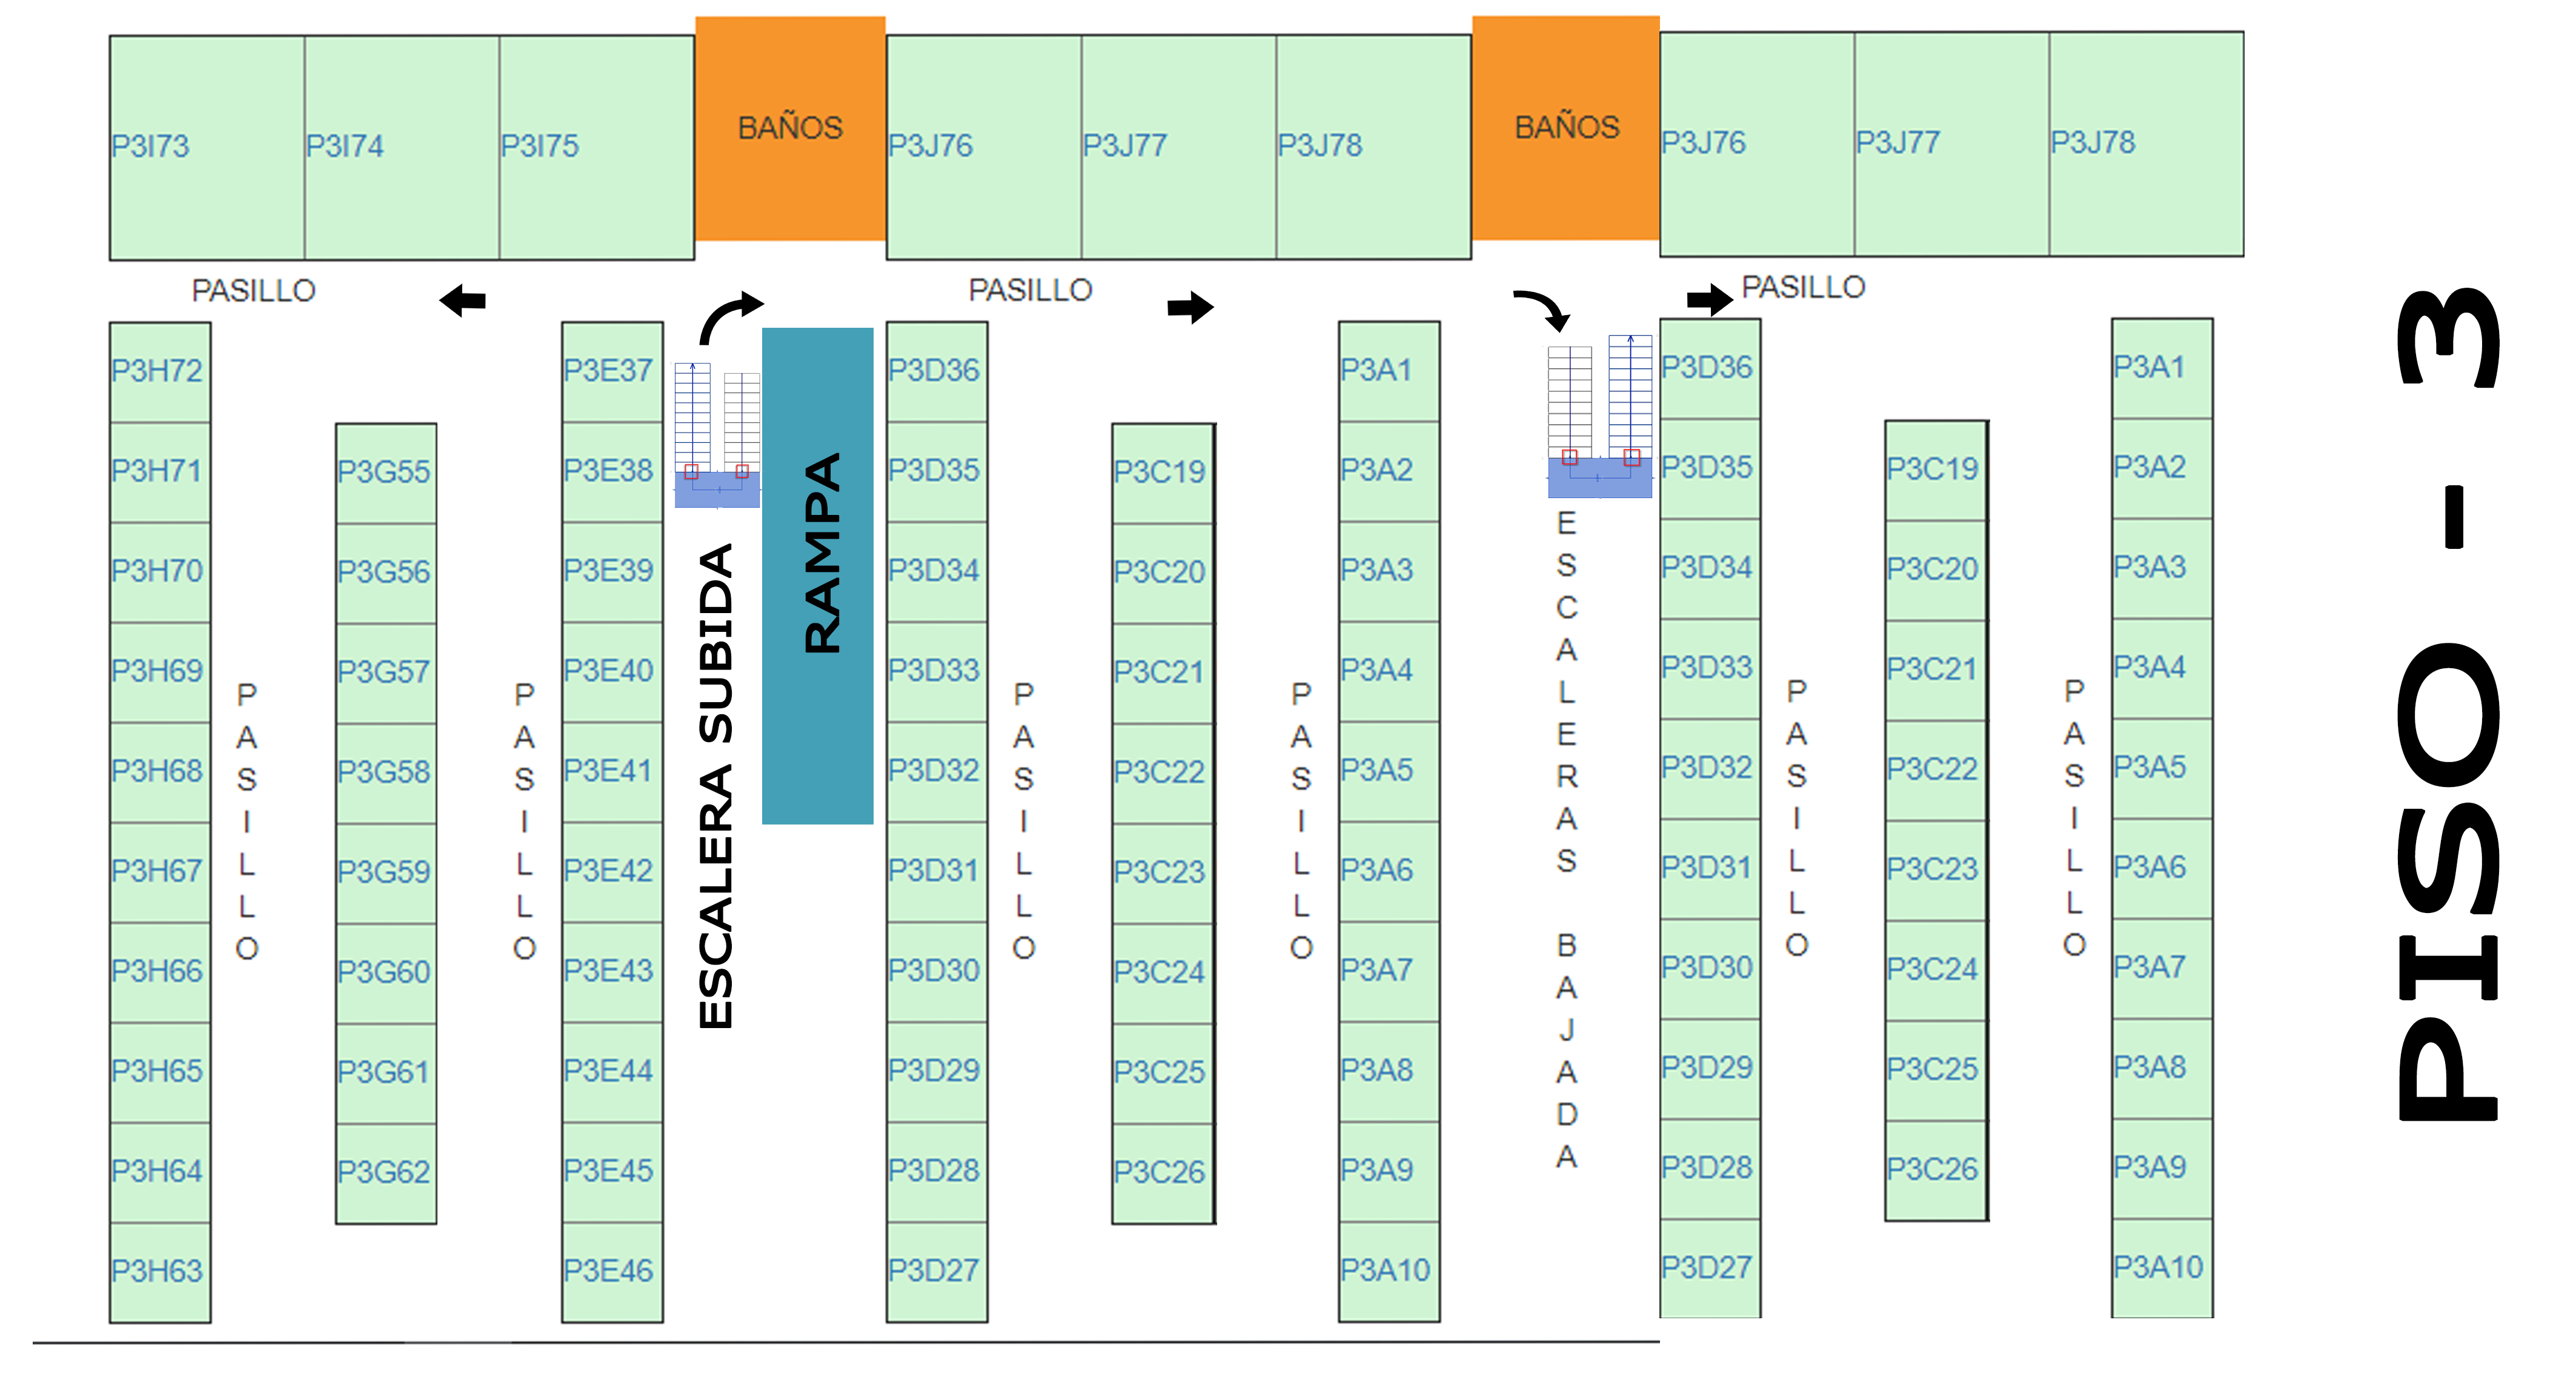 P3I73 P3I74 P3I75 BAÑOS P3J76 P3J77 P3J78 BAÑOS P3J76 P3J77 P3J78
PASILLO PASILLO PASILLO
P3H72 P3E37 P3D36 P3A1 P3D36 P3A1
P3H71 P3G55 P3E38 P3D35 P3C19 P3A2 P3D35 P3C19 P3A2
P3H70 P3G56 P3E39 P3D34 P3C20 P3A3 P3D34 P3C20 P3A3
P3H69 P3G57 P3E40 P3D33 P3C21 P3A4 P3D33 P3C21 P3A4
P3H68 P3G58 P3E41 P3D32 P3C22 P3A5 P3D32 P3C22 P3A5
P3H67 P3G59 P3E42 P3D31 P3C23 P3A6 P3D31 P3C23 P3A6
P3H66 P3G60 P3E43 P3D30 P3C24 P3A7 P3D30 P3C24 P3A7
P3H65 P3G61 P3E44 P3D29 P3C25 P3A8 P3D29 P3C25 P3A8
P3H64 P3G62 P3E45 P3D28 P3C26 P3A9 P3D28 P3C26 P3A9
P3H63 P3E46 P3D27 P3A10 P3D27 P3A10
PASILLO
PASILLO
ESCALERA SUBIDA
RAMPA
PASILLO
PASILLO
ESCALERAS BAJADA
PASILLO
PASILLO
PISO - 3